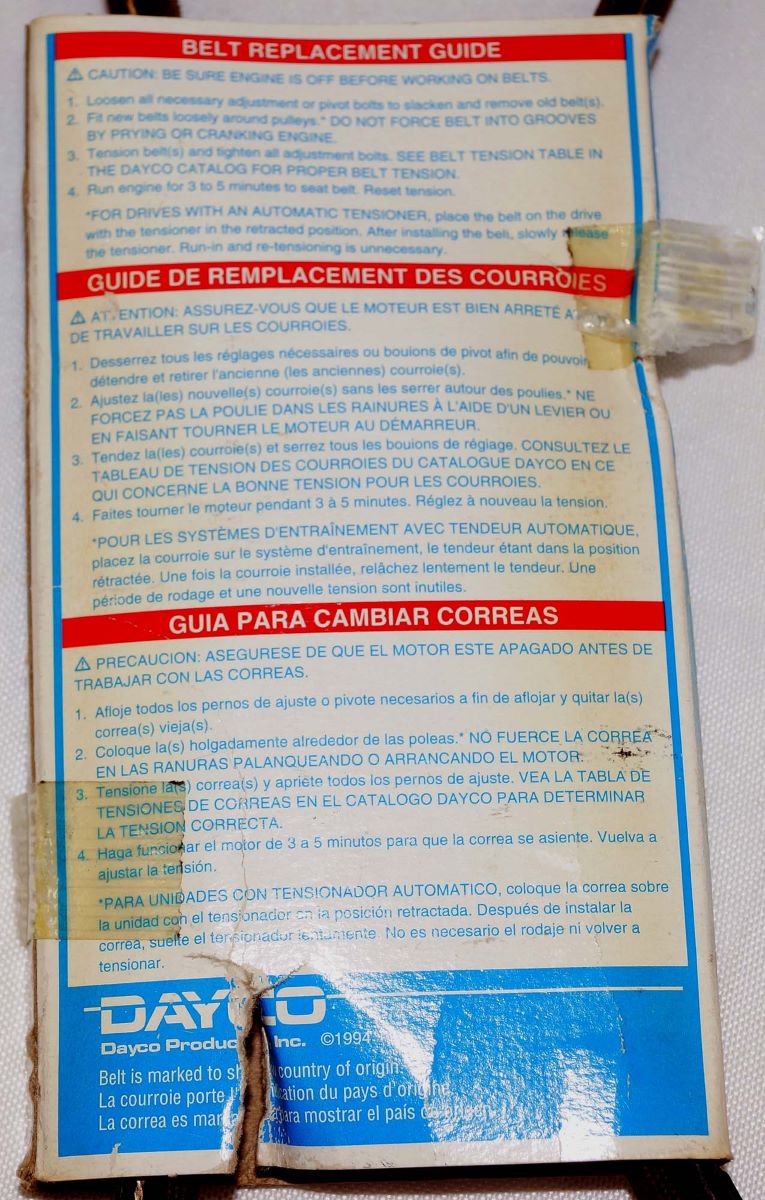 BELT REPLACEMENT GUIDE
⚠ CAUTION: BE SURE ENGINE IS OFF BEFORE WORKING ON BELTS.
1. Loosen all necessary adjustment or pivot bolts to slacken and remove old belt(s).
2. Fit new belts loosely around pulleys.* DO NOT FORCE BELT INTO GROOVES
BY PRYING OR CRANKING ENGINE.
3. Tension belt(s) and tighten all adjustment bolts. SEE BELT TENSION TABLE IN
THE DAYCO CATALOG FOR PROPER BELT TENSION.
4. Run engine for 3 to 5 minutes to seat belt. Reset tension.
*FOR DRIVES WITH AN AUTOMATIC TENSIONER, place the belt on the drive
with the tensioner in the retracted position. After installing the belt, slowly release
the tensioner. Run-in and re-tensioning is unnecessary.
GUIDE DE REMPLACEMENT DES COURROIES
⚠ ATTENTION: ASSUREZ-VOUS QUE LE MOTEUR EST BIEN ARRETÉ
DE TRAVAILLER SUR LES COURROIES.
1. Desserrez tous les réglages nécessaires ou bouions de pivot afin de pouvoir
détendre et retirer l'ancienne (les anciennes) courroie(s).
2. Ajustez la(les) nouvelle(s) courroie(s) sans les serrer autour des poulies.* NE
FORCEZ PAS LA POULIE DANS LES RAINURES À L'AIDE D'UN LEVIER OU
EN FAISANT TOURNER LE MOTEUR AU DÉMARREUR.
3. Tendez la(les) courroie(s) et serrez tous les bouions de réglage. CONSULTEZ LE
TABLEAU DE TENSION DES COURROIES DU CATALOGUE DAYCO EN CE
QUI CONCERNE LA BONNE TENSION POUR LES COURROIES.
4. Faites tourner le moteur pendant 3 à 5 minutes. Réglez à nouveau la tension.
*POUR LES SYSTÈMES D'ENTRAÎNEMENT AVEC TENDEUR AUTOMATIQUE,
placez la courroie sur le système d'entraînement, le tendeur étant dans la position
rétractée. Une fois la courroie installée, relâchez lentement le tendeur. Une
période de rodage et une nouvelle tension sont inutiles.
GUIA PARA CAMBIAR CORREAS
⚠ PRECAUCION: ASEGURESE DE QUE EL MOTOR ESTE APAGADO ANTES DE
TRABAJAR CON LAS CORREAS.
1. Afloje todos los pernos de ajuste o pivote necesarios a fin de aflojar y quitar la(s)
correa(s) vieja(s).
2. Coloque la(s) holgadamente alrededor de las poleas.* NO FUERCE LA CORREA
EN LAS RANURAS PALANQUEANDO O ARRANCANDO EL MOTOR.
3. Tensione la(s) correa(s) y apriete todos los pernos de ajuste. VEA LA TABLA DE
TENSIONES DE CORREAS EN EL CATALOGO DAYCO PARA DETERMINAR
LA TENSION CORRECTA.
4. Haga funcionar el motor de 3 a 5 minutos para que la correa se asiente. Vuelva a
ajustar la tensión.
*PARA UNIDADES CON TENSIONADOR AUTOMATICO, coloque la correa sobre
la unidad con el tensionador en la posición retractada. Después de instalar la
correa, suelte el tensionador lentamente. No es necesario el rodaje ni volver a
tensionar.
DAYCO
Dayco Products, Inc. ©1994
Belt is marked to country of origin.
La courroie porte du pays d'origine
La correa es para mostrar el país de origen